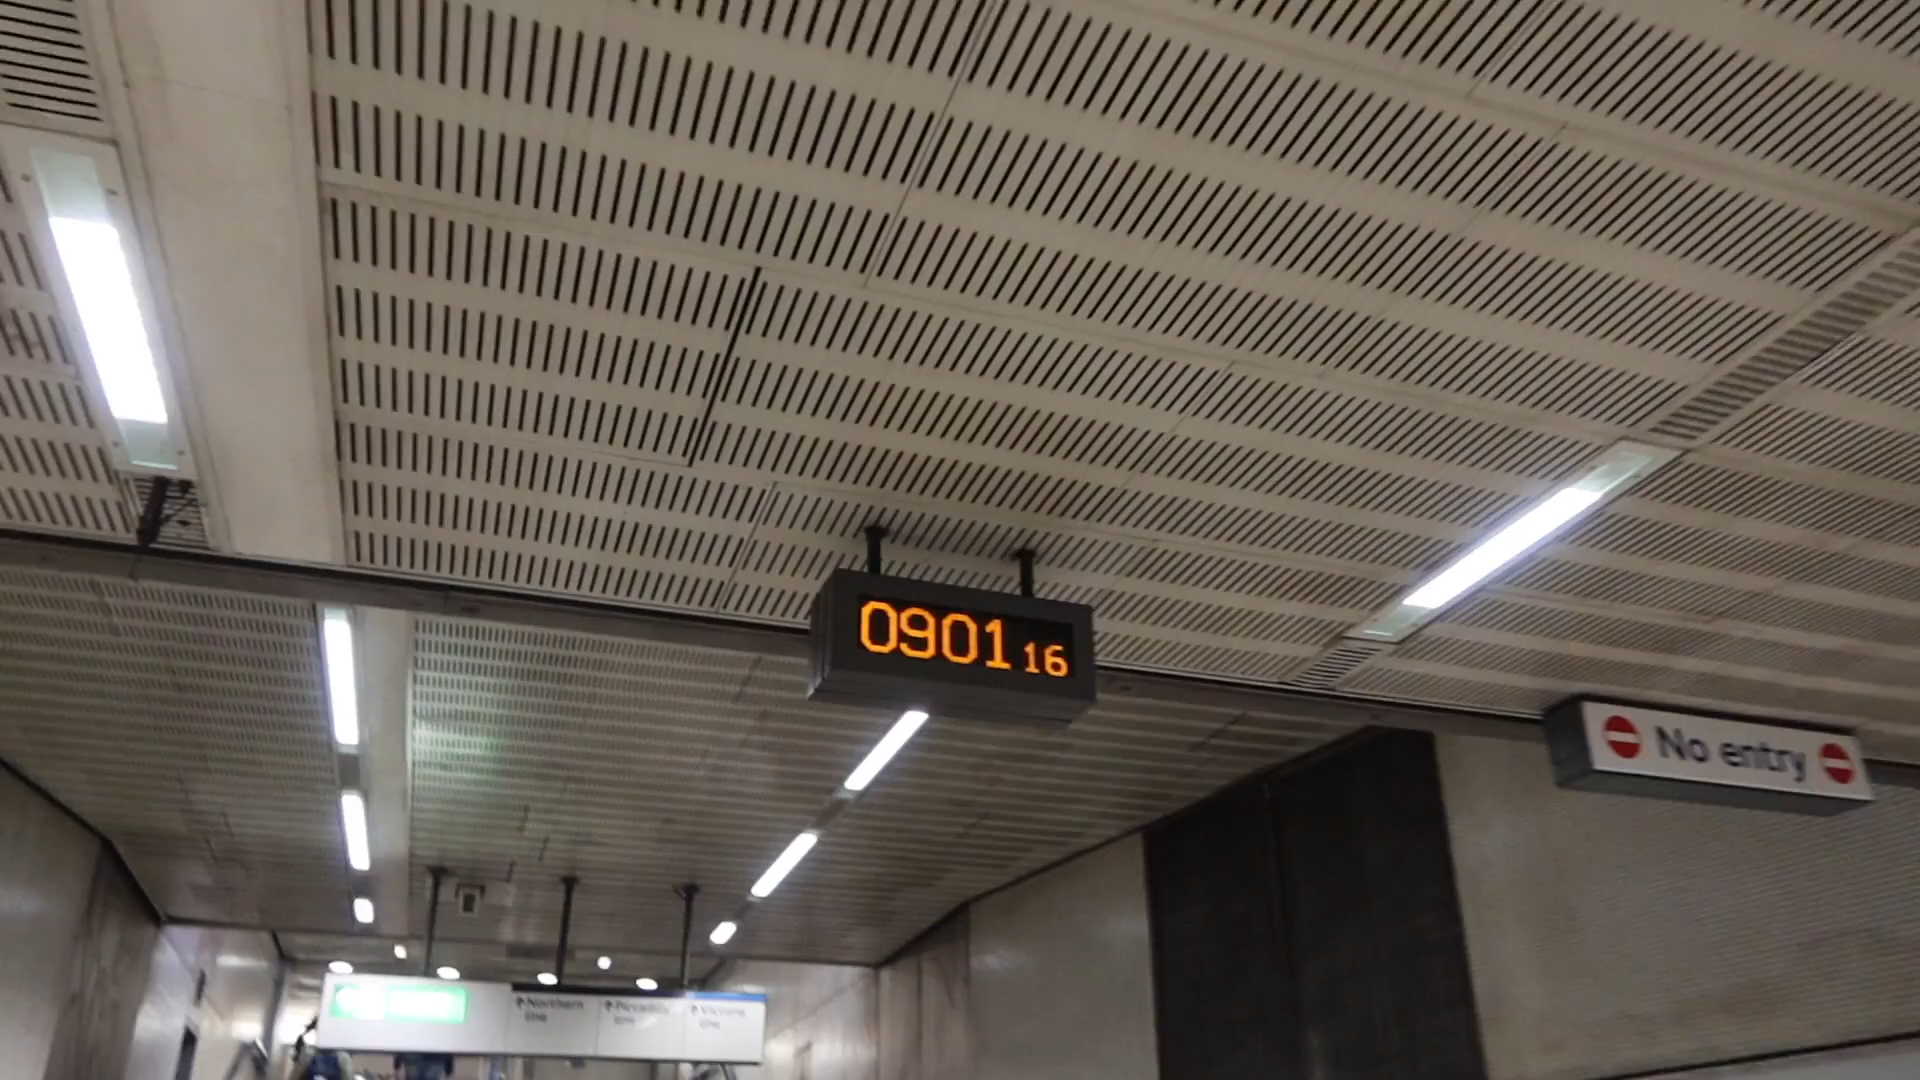 0901 16
No entry
Northern line
Piccadilly line
Victoria line